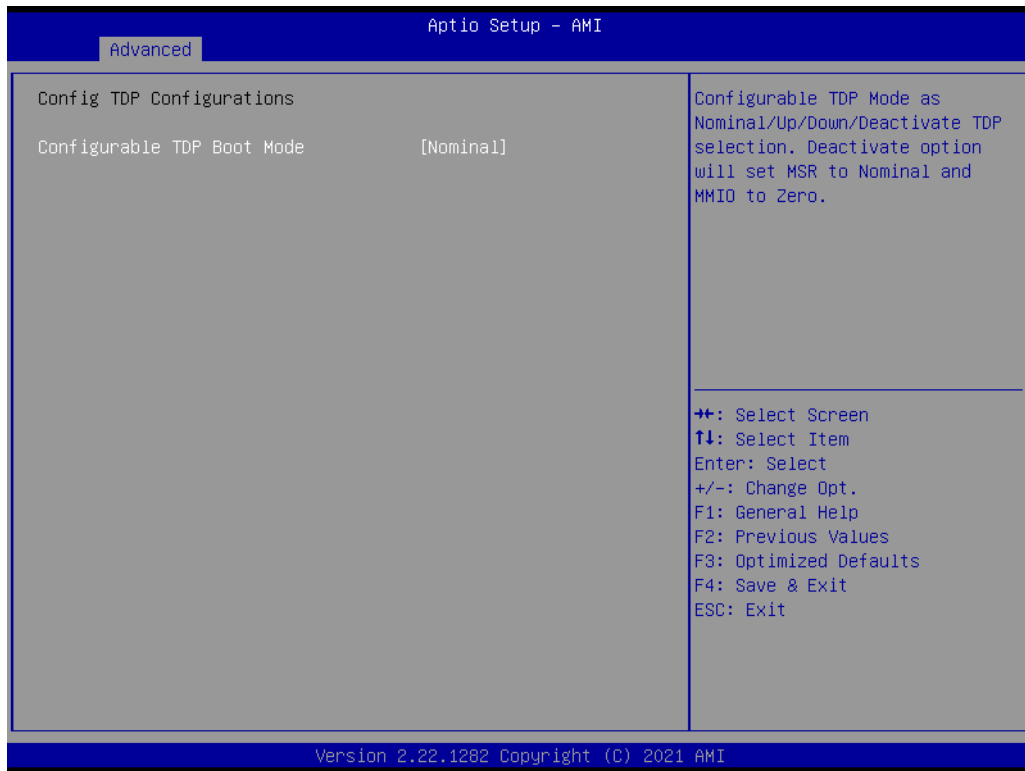 Aptio Setup – AMI
Advanced
Config TDP Configurations
Configurable TDP Boot Mode [Nominal]
Configurable TDP Mode as
Nominal/Up/Down/Deactivate TDP
selection. Deactivate option
will set MSR to Nominal and
MMIO to Zero.
→←: Select Screen
↑↓: Select Item
Enter: Select
+/-: Change Opt.
F1: General Help
F2: Previous Values
F3: Optimized Defaults
F4: Save & Exit
ESC: Exit
Version 2.22.1282 Copyright (C) 2021 AMI